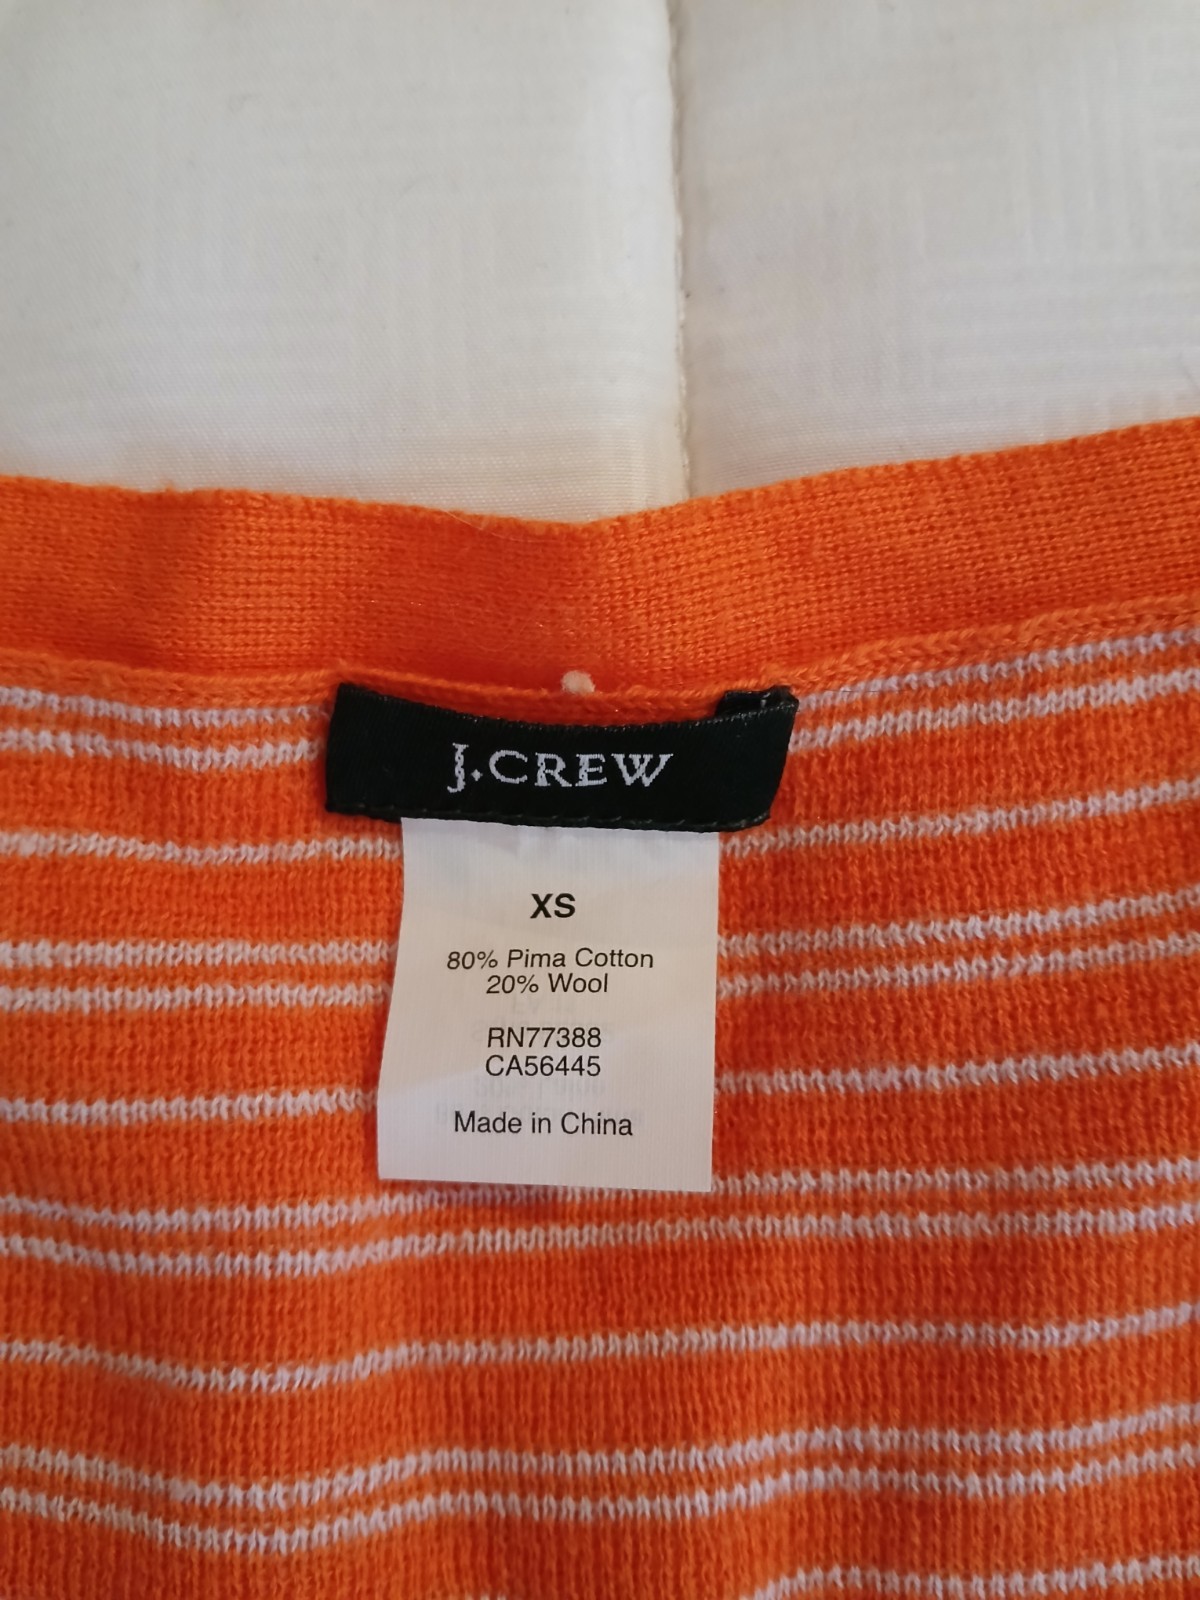 J.CREW
XS
80% Pima Cotton
20% Wool
RN77388
CA56445
Made in China